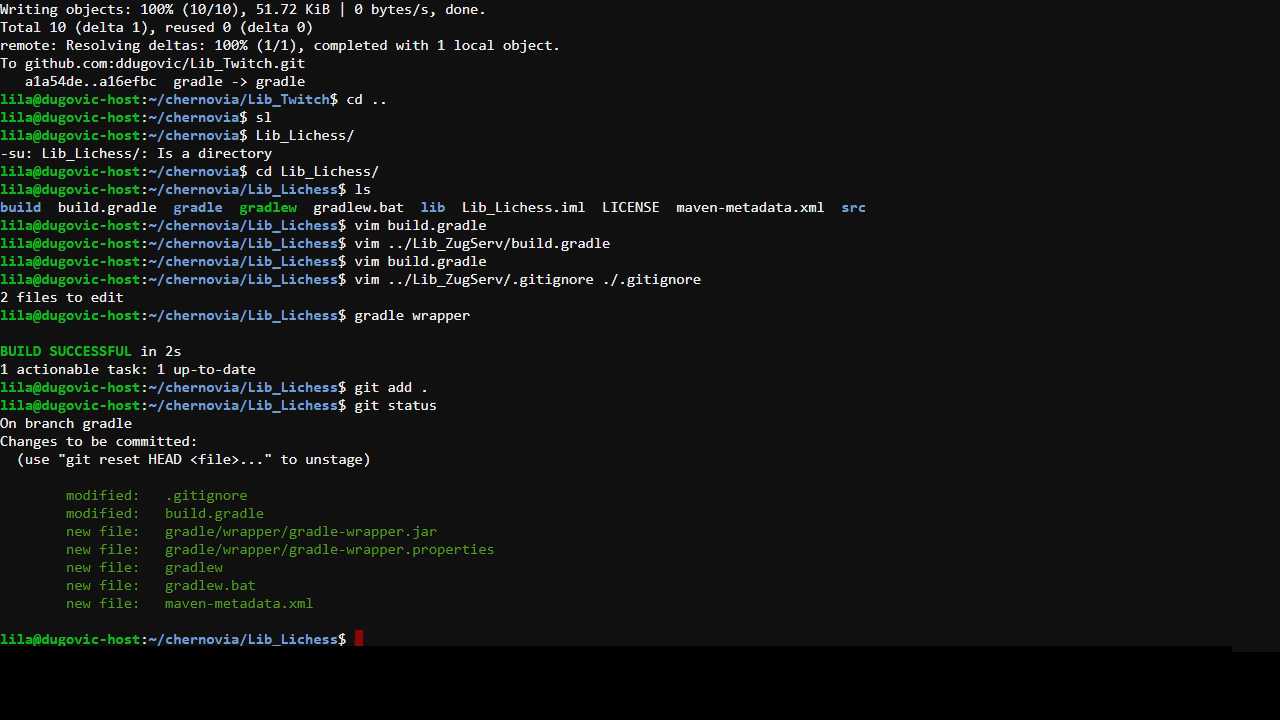 Writing objects: 100% (10/10), 51.72 KiB | 0 bytes/s, done.
Total 10 (delta 1), reused 0 (delta 0)
remote: Resolving deltas: 100% (1/1), completed with 1 local object.
To github.com:ddugovic/Lib_Twitch.git
   a1a54de..a16efbc  gradle -> gradle
lila@dugovic-host:~/chernovia/Lib_Twitch$ cd ..
lila@dugovic-host:~/chernovia$ sl
lila@dugovic-host:~/chernovia$ Lib_Lichess/
-su: Lib_Lichess/: Is a directory
lila@dugovic-host:~/chernovia$ cd Lib_Lichess/
lila@dugovic-host:~/chernovia/Lib_Lichess$ ls
build  build.gradle  gradle  gradlew  gradlew.bat  lib  Lib_Lichess.iml  LICENSE  maven-metadata.xml  src
lila@dugovic-host:~/chernovia/Lib_Lichess$ vim build.gradle
lila@dugovic-host:~/chernovia/Lib_Lichess$ vim ../Lib_ZugServ/build.gradle
lila@dugovic-host:~/chernovia/Lib_Lichess$ vim build.gradle
lila@dugovic-host:~/chernovia/Lib_Lichess$ vim ../Lib_ZugServ/.gitignore ./.gitignore
2 files to edit
lila@dugovic-host:~/chernovia/Lib_Lichess$ gradle wrapper

BUILD SUCCESSFUL in 2s
1 actionable task: 1 up-to-date
lila@dugovic-host:~/chernovia/Lib_Lichess$ git add .
lila@dugovic-host:~/chernovia/Lib_Lichess$ git status
On branch gradle
Changes to be committed:
  (use "git reset HEAD <file>..." to unstage)

        modified:   .gitignore
        modified:   build.gradle
        new file:   gradle/wrapper/gradle-wrapper.jar
        new file:   gradle/wrapper/gradle-wrapper.properties
        new file:   gradlew
        new file:   gradlew.bat
        new file:   maven-metadata.xml

lila@dugovic-host:~/chernovia/Lib_Lichess$